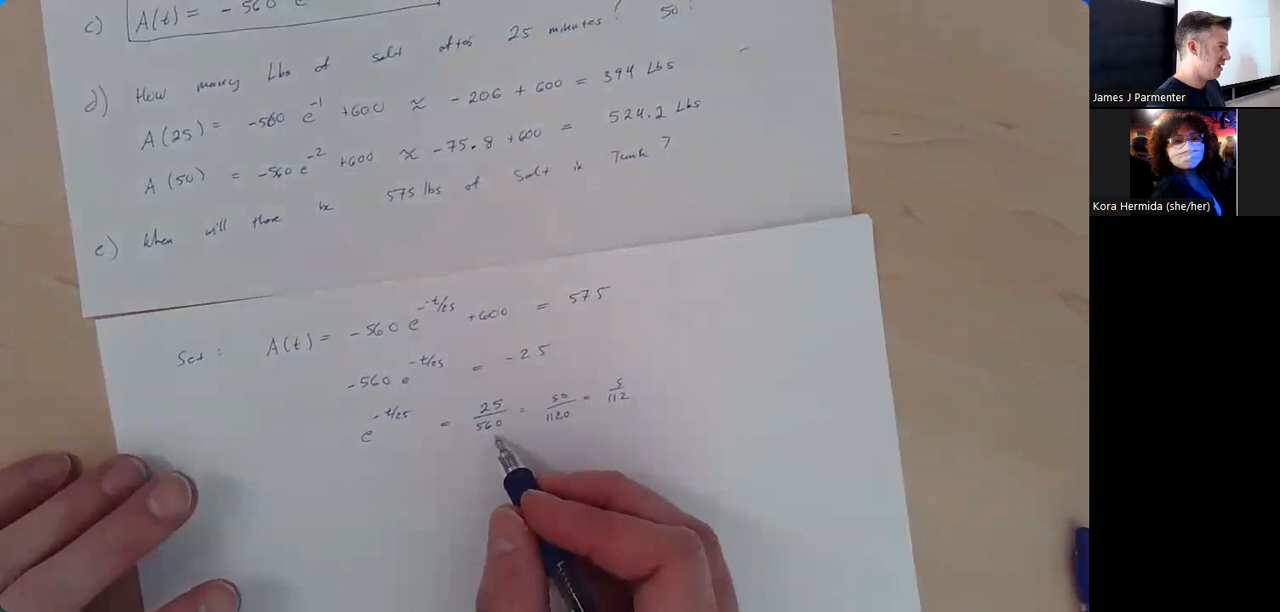 c) A(t) = - 560 e
d) How many Lbs of salt after 25 minutes? 50?
A(25) = -560 e^-1 +600 ≈ -206 + 600 = 394 Lbs
A(50) = -560 e^-2 +600 ≈ -75.8 +600 = 524.2 Lbs
e) When will there be 575 lbs of Salt in Tank?
Set: A(t) = -560 e^-t/25 +600 = 575
-560 e^-t/25 = -25
e^-t/25 = 25/560 = 50/1120 = 5/112
James J Parmenter
Kora Hermida (she/her)